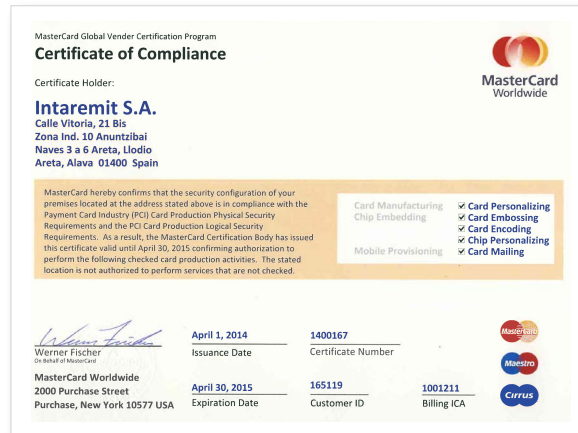 MasterCard Global Vender Certification Program
Certificate of Compliance
MasterCard
Worldwide
Certificate Holder:
Intaremit S.A.
Calle Vitoria, 21 Bis
Zona Ind. 10 Anuntzibai
Naves 3 a 6 Areta, Llodio
Areta, Alava 01400 Spain
MasterCard hereby confirms that the security configuration of your
premises located at the address stated above is in compliance with the
Payment Card Industry (PCI) Card Production Physical Security
Requirements and the PCI Card Production Logical Security
Requirements. As a result, the MasterCard Certification Body has issued
this certificate valid until April 30, 2015 confirming authorization to
perform the following checked card production activities. The stated
location is not authorized to perform services that are not checked.
Card Manufacturing
Chip Embedding
Mobile Provisioning
Card Personalizing
Card Embossing
Card Encoding
Chip Personalizing
Card Mailing
Werner Fischer
On Behalf of MasterCard
MasterCard Worldwide
2000 Purchase Street
Purchase, New York 10577 USA
April 1, 2014
Issuance Date
1400167
Certificate Number
April 30, 2015
Expiration Date
165119
Customer ID
1001211
Billing ICA
MasterCard
Maestro
Cirrus